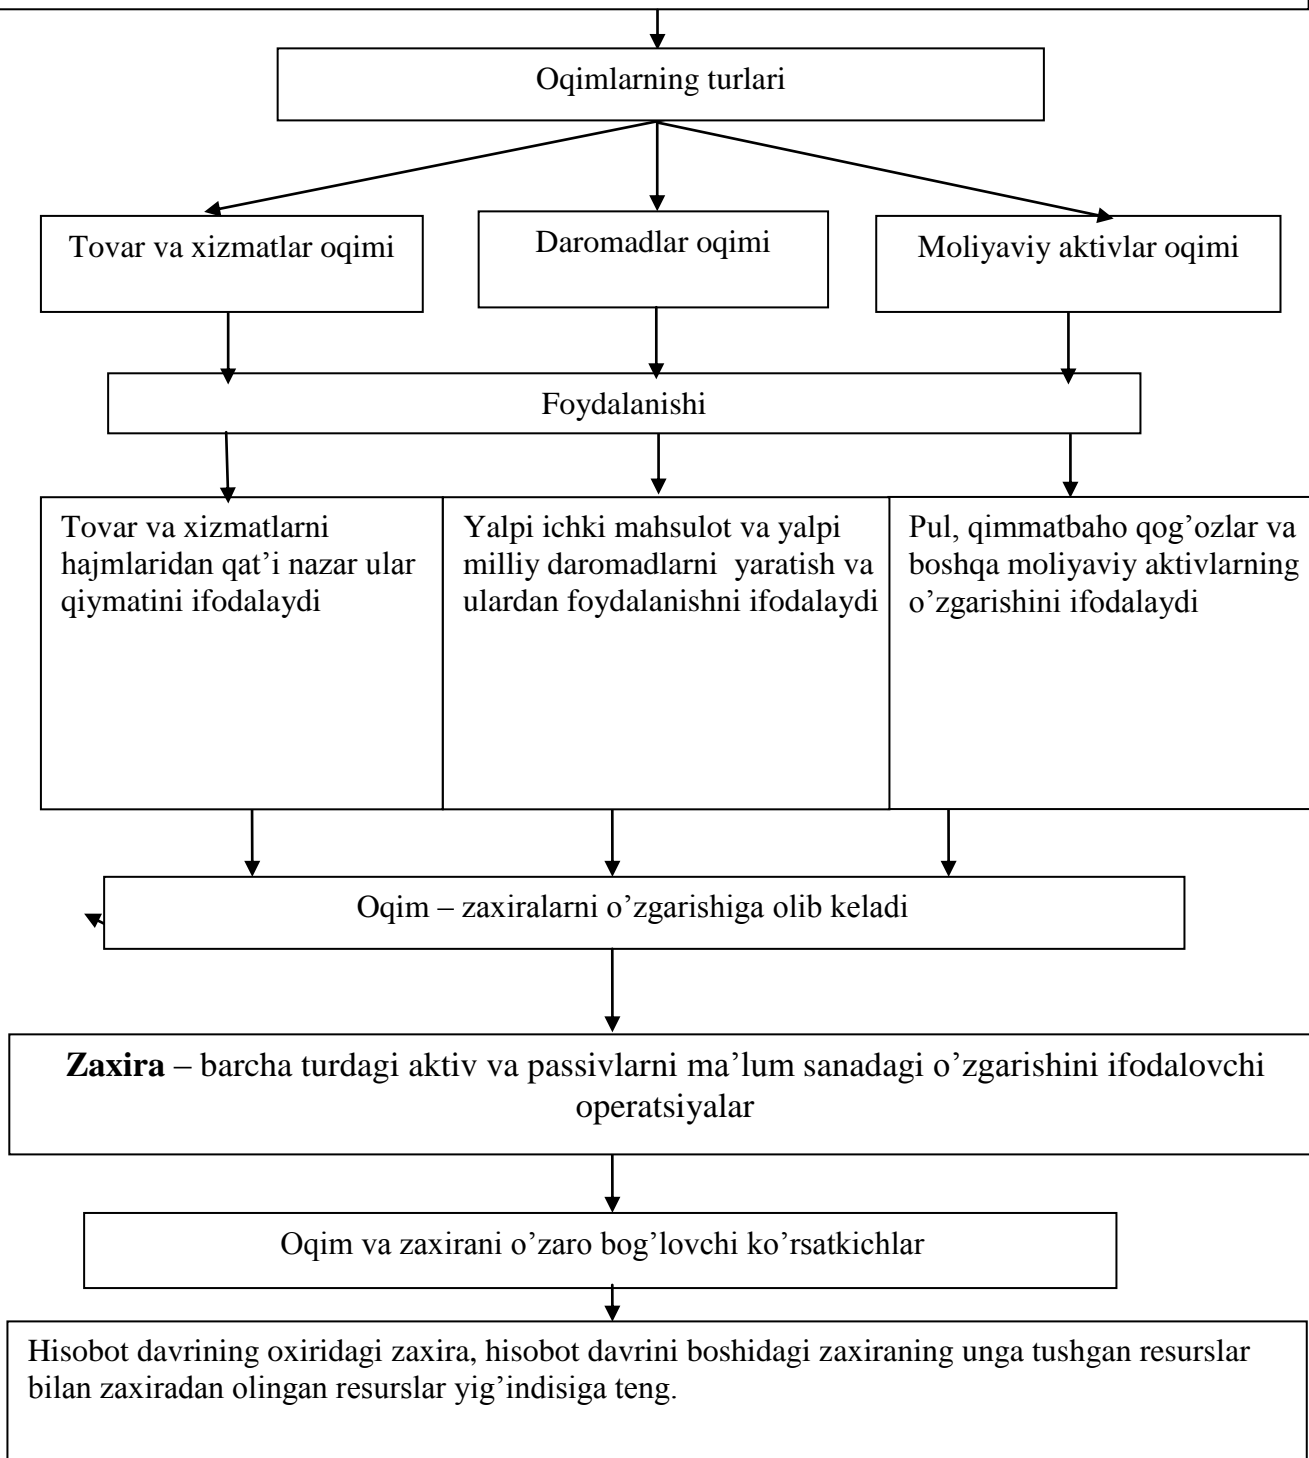 Oqimlarning turlari
Tovar va xizmatlar oqimi
Daromadlar oqimi
Moliyaviy aktivlar oqimi
Foydalanishi
Tovar va xizmatlarni
hajmlaridan qat’i nazar ular
qiymatini ifodalaydi
Yalpi ichki mahsulot va yalpi
milliy daromadlarni yaratish va
ulardan foydalanishni ifodalaydi
Pul, qimmatbaho qog’ozlar va
boshqa moliyaviy aktivlarning
o’zgarishini ifodalaydi
Oqim – zaxiralarni o’zgarishiga olib keladi
Zaxira – barcha turdagi aktiv va passivlarni ma’lum sanadagi o’zgarishini ifodalovchi
operatsiyalar
Oqim va zaxirani o’zaro bog’lovchi ko’rsatkichlar
Hisobot davrining oxiridagi zaxira, hisobot davrini boshidagi zaxiraning unga tushgan resurslar
bilan zaxiradan olingan resurslar yig’indisiga teng.